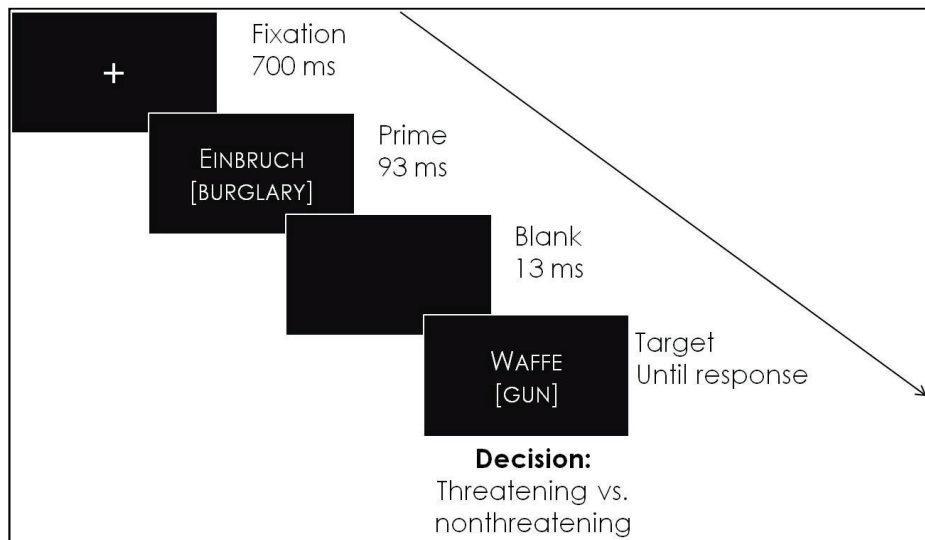 +
Fixation
700 ms
EINBRUCH
[BURGLARY]
Prime
93 ms
Blank
13 ms
WAFFE
[GUN]
Target
Until response
Decision:
Threatening vs.
nonthreatening